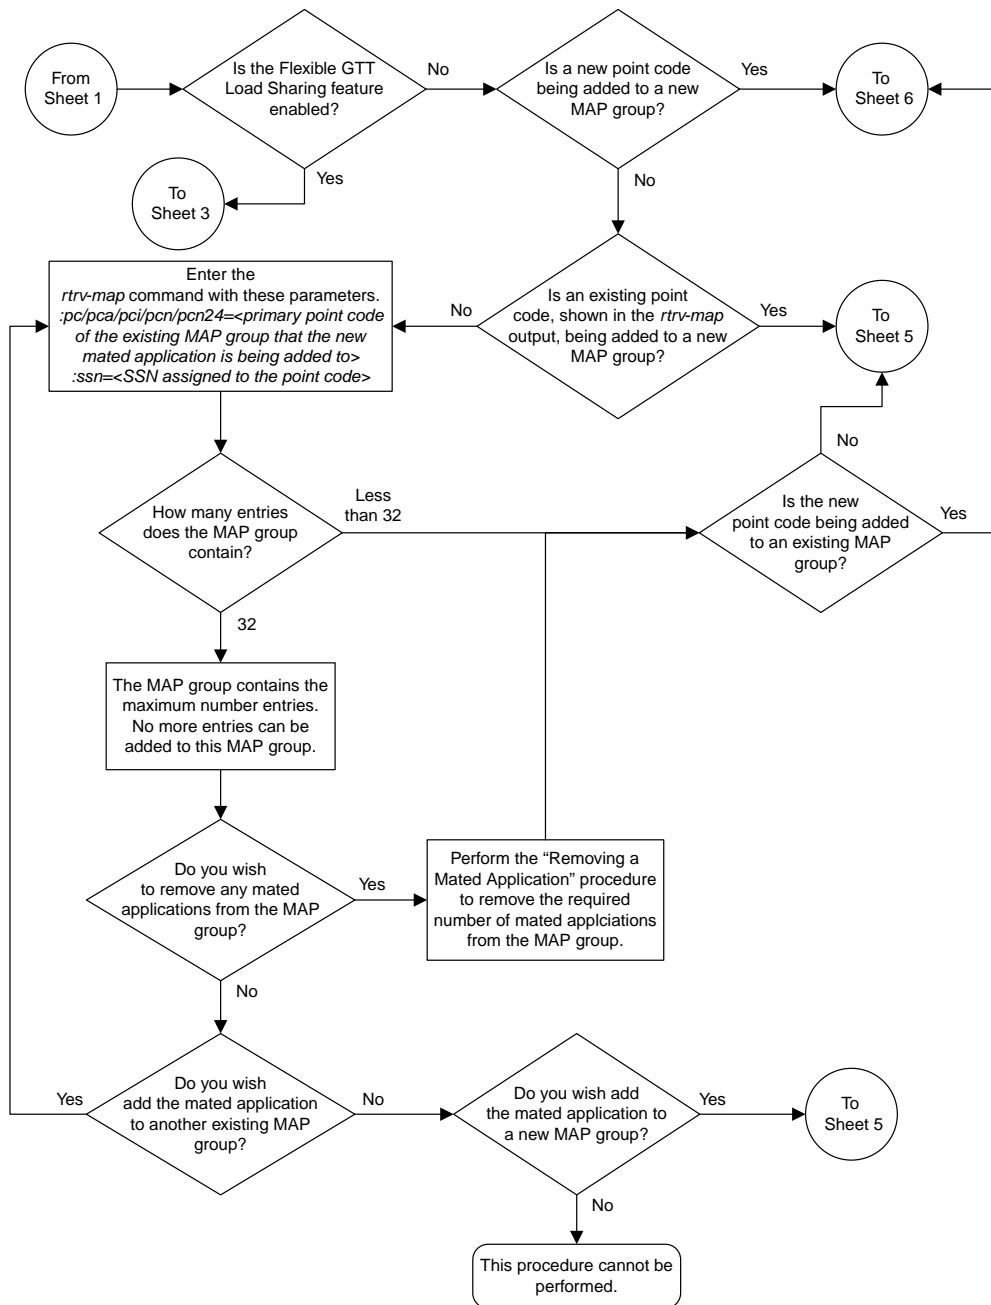 From
Sheet 1
Is the Flexible GTT
Load Sharing feature
enabled?
No
Is a new point code
being added to a new
MAP group?
Yes
To
Sheet 6
Yes
To
Sheet 3
No
Enter the
rtrv-map command with these parameters.
:pc/pca/pci/pcn/pcn24=<primary point code
of the existing MAP group that the new
mated application is being added to>
:ssn=<SSN assigned to the point code>
No
Is an existing point
code, shown in the rtrv-map
output, being added to a new
MAP group?
Yes
To
Sheet 5
No
How many entries
does the MAP group
contain?
Less
than 32
Is the new
point code being added
to an existing MAP
group?
Yes
32
The MAP group contains the
maximum number entries.
No more entries can be
added to this MAP group.
Do you wish
to remove any mated
applications from the MAP
group?
Yes
Perform the “Removing a
Mated Application” procedure
to remove the required
number of mated applciations
from the MAP group.
No
Yes
Do you wish
add the mated application
to another existing MAP
group?
No
Do you wish add
the mated application to
a new MAP group?
Yes
To
Sheet 5
No
This procedure cannot be
performed.